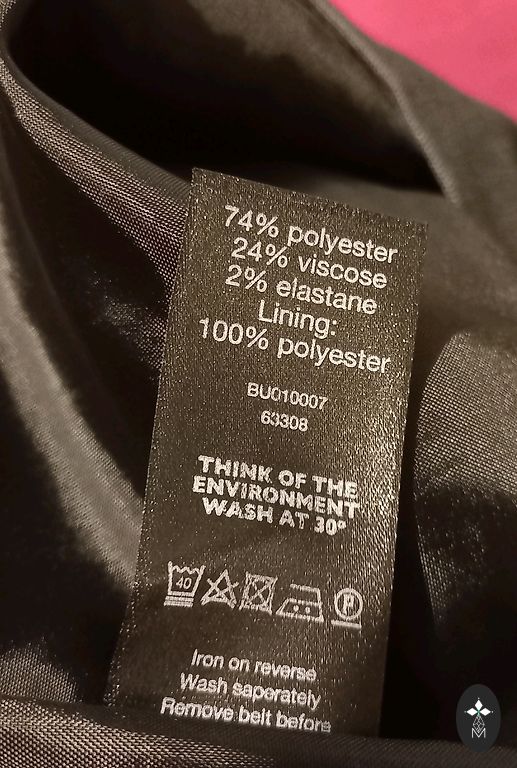 74% polyester
24% viscose
2% elastane
Lining:
100% polyester
BU010007
63308
THINK OF THE
ENVIRONMENT
WASH AT 30°
40 P
Iron on reverse
Wash saperately
Remove belt before